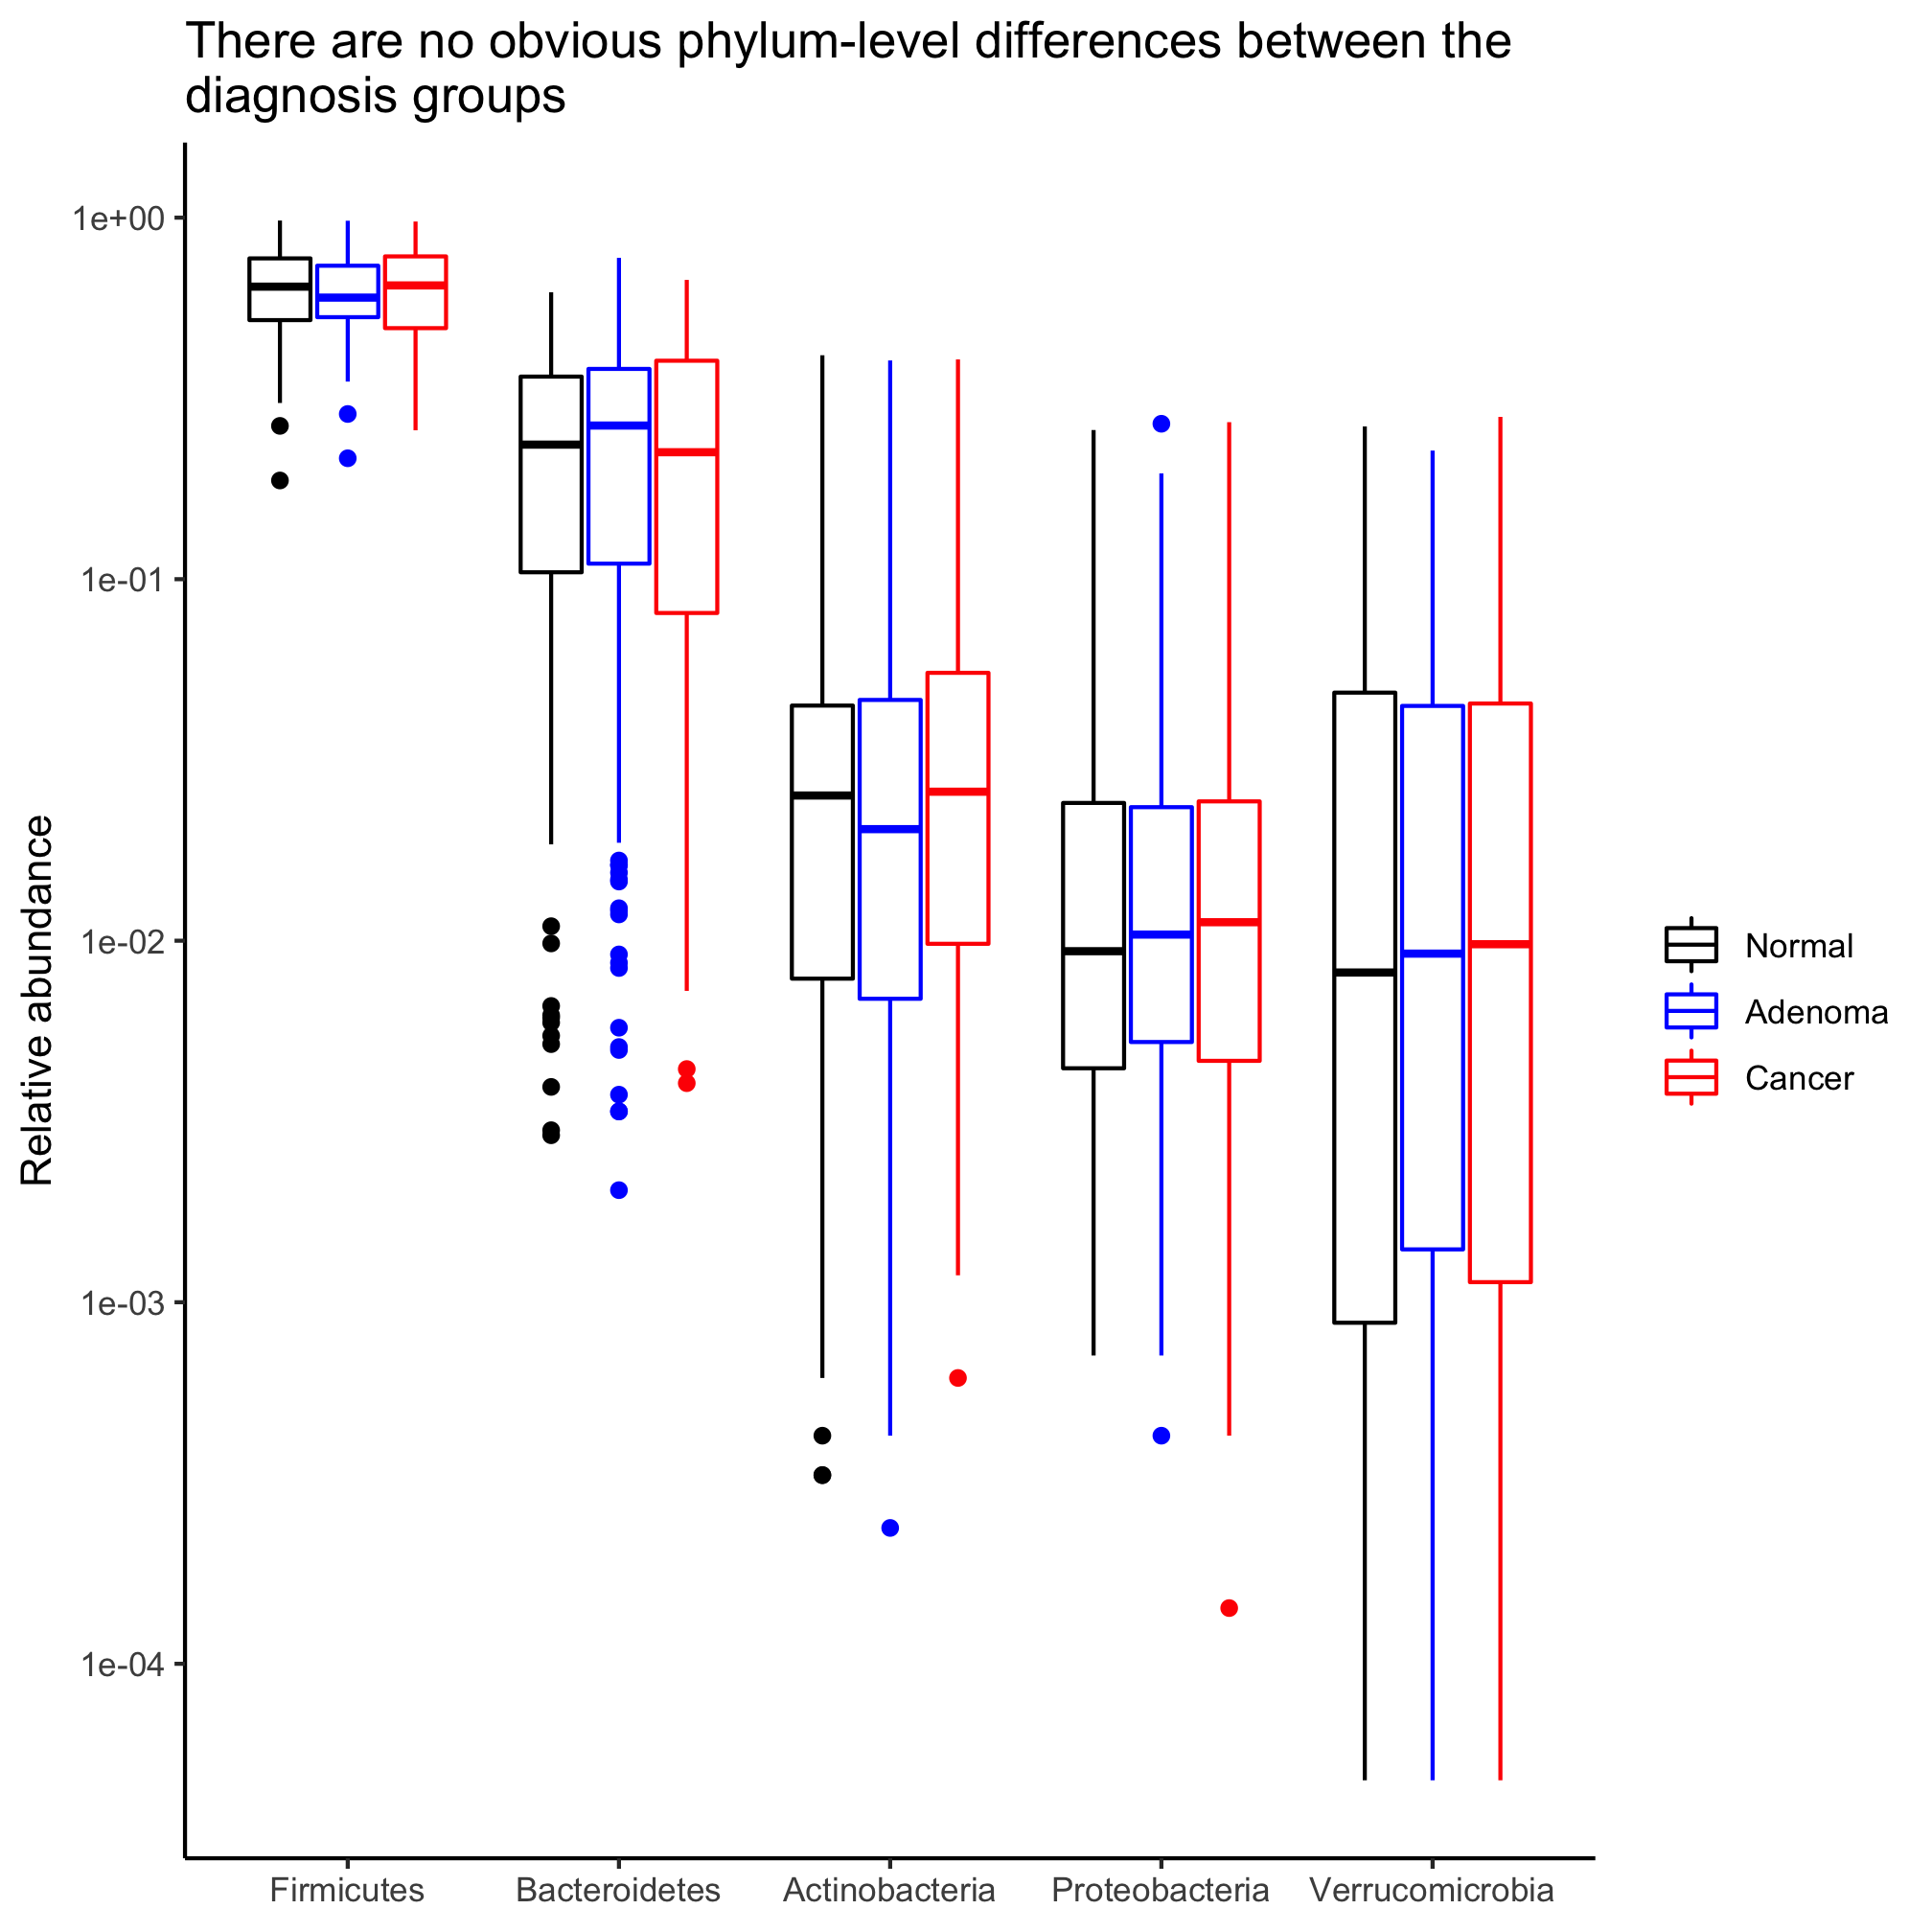 There are no obvious phylum-level differences between the
diagnosis groups
1e+00
1e-01
1e-02
1e-03
1e-04
Relative abundance
Firmicutes
Bacteroidetes
Actinobacteria
Proteobacteria
Verrucomicrobia
Normal
Adenoma
Cancer